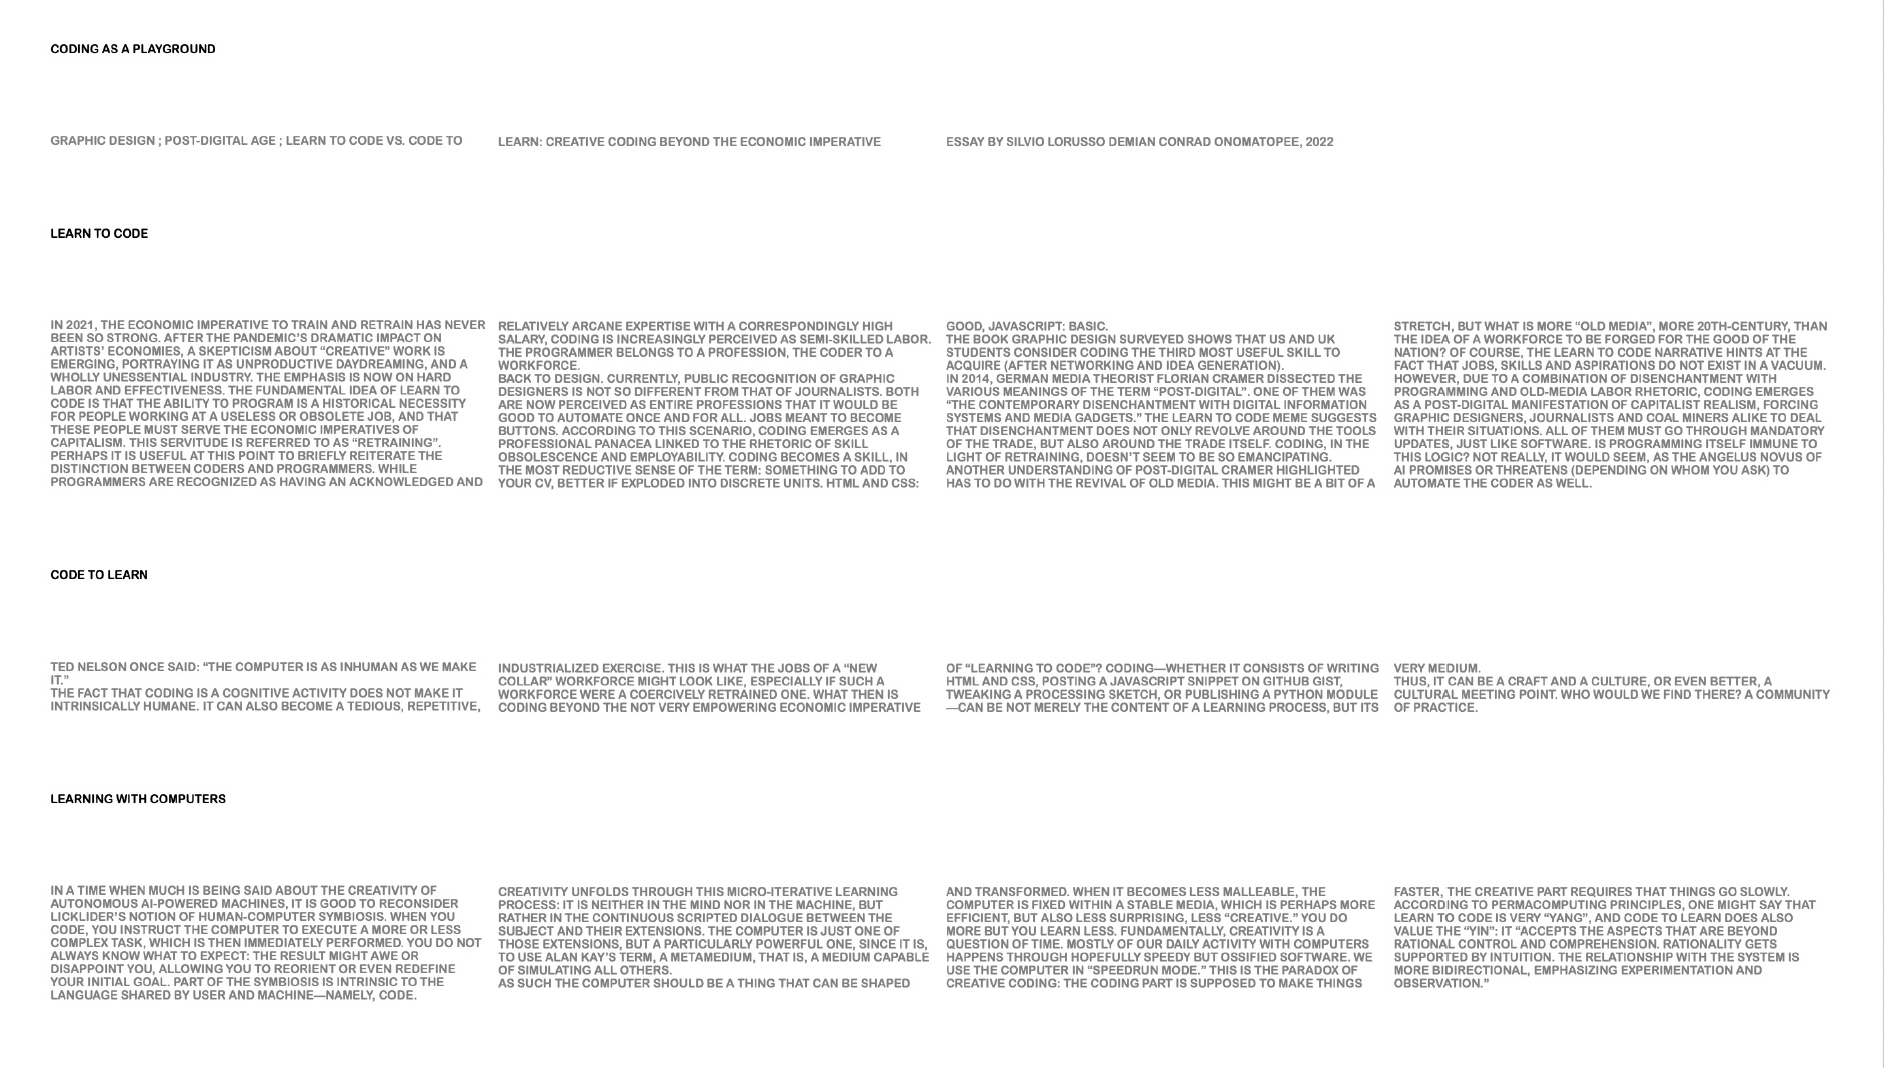 CODING AS A PLAYGROUND
GRAPHIC DESIGN ; POST-DIGITAL AGE ; LEARN TO CODE VS. CODE TO
LEARN: CREATIVE CODING BEYOND THE ECONOMIC IMPERATIVE
ESSAY BY SILVIO LORUSSO DEMIAN CONRAD ONOMATOPEE, 2022
LEARN TO CODE
IN 2021, THE ECONOMIC IMPERATIVE TO TRAIN AND RETRAIN HAS NEVER
BEEN SO STRONG. AFTER THE PANDEMIC'S DRAMATIC IMPACT ON
ARTISTS' ECONOMIES, A SKEPTICISM ABOUT “CREATIVE” WORK IS
EMERGING, PORTRAYING IT AS UNPRODUCTIVE DAYDREAMING, AND A
WHOLLY UNESSENTIAL INDUSTRY. THE EMPHASIS IS NOW ON HARD
LABOR AND EFFECTIVENESS. THE FUNDAMENTAL IDEA OF LEARN TO
CODE IS THAT THE ABILITY TO PROGRAM IS A HISTORICAL NECESSITY
FOR PEOPLE WORKING AT A USELESS OR OBSOLETE JOB, AND THAT
THESE PEOPLE MUST SERVE THE ECONOMIC IMPERATIVES OF
CAPITALISM. THIS SERVITUDE IS REFERRED TO AS “RETRAINING”.
PERHAPS IT IS USEFUL AT THIS POINT TO BRIEFLY REITERATE THE
DISTINCTION BETWEEN CODERS AND PROGRAMMERS. WHILE
PROGRAMMERS ARE RECOGNIZED AS HAVING AN ACKNOWLEDGED AND
RELATIVELY ARCANE EXPERTISE WITH A CORRESPONDINGLY HIGH
SALARY, CODING IS INCREASINGLY PERCEIVED AS SEMI-SKILLED LABOR.
THE PROGRAMMER BELONGS TO A PROFESSION, THE CODER TO A
WORKFORCE.
BACK TO DESIGN. CURRENTLY, PUBLIC RECOGNITION OF GRAPHIC
DESIGNERS IS NOT SO DIFFERENT FROM THAT OF JOURNALISTS. BOTH
ARE NOW PERCEIVED AS ENTIRE PROFESSIONS THAT IT WOULD BE
GOOD TO AUTOMATE ONCE AND FOR ALL. JOBS MEANT TO BECOME
BUTTONS. ACCORDING TO THIS SCENARIO, CODING EMERGES AS A
PROFESSIONAL PANACEA LINKED TO THE RHETORIC OF SKILL
OBSOLESCENCE AND EMPLOYABILITY. CODING BECOMES A SKILL, IN
THE MOST REDUCTIVE SENSE OF THE TERM: SOMETHING TO ADD TO
YOUR CV, BETTER IF EXPLODED INTO DISCRETE UNITS. HTML AND CSS:
GOOD, JAVASCRIPT: BASIC.
THE BOOK GRAPHIC DESIGN SURVEYED SHOWS THAT US AND UK
STUDENTS CONSIDER CODING THE THIRD MOST USEFUL SKILL TO
ACQUIRE (AFTER NETWORKING AND IDEA GENERATION).
IN 2014, GERMAN MEDIA THEORIST FLORIAN CRAMER DISSECTED THE
VARIOUS MEANINGS OF THE TERM “POST-DIGITAL”. ONE OF THEM WAS
“THE CONTEMPORARY DISENCHANTMENT WITH DIGITAL INFORMATION
SYSTEMS AND MEDIA GADGETS.” THE LEARN TO CODE MEME SUGGESTS
THAT DISENCHANTMENT DOES NOT ONLY REVOLVE AROUND THE TOOLS
OF THE TRADE, BUT ALSO AROUND THE TRADE ITSELF. CODING, IN THE
LIGHT OF RETRAINING, DOESN'T SEEM TO BE SO EMANCIPATING.
ANOTHER UNDERSTANDING OF POST-DIGITAL CRAMER HIGHLIGHTED
HAS TO DO WITH THE REVIVAL OF OLD MEDIA. THIS MIGHT BE A BIT OF A
STRETCH, BUT WHAT IS MORE “OLD MEDIA”, MORE 20TH-CENTURY, THAN
THE IDEA OF A WORKFORCE TO BE FORGED FOR THE GOOD OF THE
NATION? OF COURSE, THE LEARN TO CODE NARRATIVE HINTS AT THE
FACT THAT JOBS, SKILLS AND ASPIRATIONS DO NOT EXIST IN A VACUUM.
HOWEVER, DUE TO A COMBINATION OF DISENCHANTMENT WITH
PROGRAMMING AND OLD-MEDIA LABOR RHETORIC, CODING EMERGES
AS A POST-DIGITAL MANIFESTATION OF CAPITALIST REALISM, FORCING
GRAPHIC DESIGNERS, JOURNALISTS AND COAL MINERS ALIKE TO DEAL
WITH THEIR SITUATIONS. ALL OF THEM MUST GO THROUGH MANDATORY
UPDATES, JUST LIKE SOFTWARE. IS PROGRAMMING ITSELF IMMUNE TO
THIS LOGIC? NOT REALLY, IT WOULD SEEM, AS THE ANGELUS NOVUS OF
AI PROMISES OR THREATENS (DEPENDING ON WHOM YOU ASK) TO
AUTOMATE THE CODER AS WELL.
CODE TO LEARN
TED NELSON ONCE SAID: “THE COMPUTER IS AS INHUMAN AS WE MAKE
IT.”
THE FACT THAT CODING IS A COGNITIVE ACTIVITY DOES NOT MAKE IT
INTRINSICALLY HUMANE. IT CAN ALSO BECOME A TEDIOUS, REPETITIVE,
INDUSTRIALIZED EXERCISE. THIS IS WHAT THE JOBS OF A “NEW
COLLAR” WORKFORCE MIGHT LOOK LIKE, ESPECIALLY IF SUCH A
WORKFORCE WERE A COERCIVELY RETRAINED ONE. WHAT THEN IS
CODING BEYOND THE NOT VERY EMPOWERING ECONOMIC IMPERATIVE
OF “LEARNING TO CODE”? CODING—WHETHER IT CONSISTS OF WRITING
HTML AND CSS, POSTING A JAVASCRIPT SNIPPET ON GITHUB GIST,
TWEAKING A PROCESSING SKETCH, OR PUBLISHING A PYTHON MODULE
—CAN BE NOT MERELY THE CONTENT OF A LEARNING PROCESS, BUT ITS
VERY MEDIUM.
THUS, IT CAN BE A CRAFT AND A CULTURE, OR EVEN BETTER, A
CULTURAL MEETING POINT. WHO WOULD WE FIND THERE? A COMMUNITY
OF PRACTICE.
LEARNING WITH COMPUTERS
IN A TIME WHEN MUCH IS BEING SAID ABOUT THE CREATIVITY OF
AUTONOMOUS AI-POWERED MACHINES, IT IS GOOD TO RECONSIDER
LICKLIDER'S NOTION OF HUMAN-COMPUTER SYMBIOSIS. WHEN YOU
CODE, YOU INSTRUCT THE COMPUTER TO EXECUTE A MORE OR LESS
COMPLEX TASK, WHICH IS THEN IMMEDIATELY PERFORMED. YOU DO NOT
ALWAYS KNOW WHAT TO EXPECT: THE RESULT MIGHT AWE OR
DISAPPOINT YOU, ALLOWING YOU TO REORIENT OR EVEN REDEFINE
YOUR INITIAL GOAL. PART OF THE SYMBIOSIS IS INTRINSIC TO THE
LANGUAGE SHARED BY USER AND MACHINE—NAMELY, CODE.
CREATIVITY UNFOLDS THROUGH THIS MICRO-ITERATIVE LEARNING
PROCESS: IT IS NEITHER IN THE MIND NOR IN THE MACHINE, BUT
RATHER IN THE CONTINUOUS SCRIPTED DIALOGUE BETWEEN THE
SUBJECT AND THEIR EXTENSIONS. THE COMPUTER IS JUST ONE OF
THOSE EXTENSIONS, BUT A PARTICULARLY POWERFUL ONE, SINCE IT IS,
TO USE ALAN KAY'S TERM, A METAMEDIUM, THAT IS, A MEDIUM CAPABLE
OF SIMULATING ALL OTHERS.
AS SUCH THE COMPUTER SHOULD BE A THING THAT CAN BE SHAPED
AND TRANSFORMED. WHEN IT BECOMES LESS MALLEABLE, THE
COMPUTER IS FIXED WITHIN A STABLE MEDIA, WHICH IS PERHAPS MORE
EFFICIENT, BUT ALSO LESS SURPRISING, LESS “CREATIVE.” YOU DO
MORE BUT YOU LEARN LESS. FUNDAMENTALLY, CREATIVITY IS A
QUESTION OF TIME. MOSTLY OF OUR DAILY ACTIVITY WITH COMPUTERS
HAPPENS THROUGH HOPEFULLY SPEEDY BUT OSSIFIED SOFTWARE. WE
USE THE COMPUTER IN “SPEEDRUN MODE.” THIS IS THE PARADOX OF
CREATIVE CODING: THE CODING PART IS SUPPOSED TO MAKE THINGS
FASTER, THE CREATIVE PART REQUIRES THAT THINGS GO SLOWLY.
ACCORDING TO PERMACOMPUTING PRINCIPLES, ONE MIGHT SAY THAT
LEARN TO CODE IS VERY “YANG”, AND CODE TO LEARN DOES ALSO
VALUE THE “YIN”: IT “ACCEPTS THE ASPECTS THAT ARE BEYOND
RATIONAL CONTROL AND COMPREHENSION. RATIONALITY GETS
SUPPORTED BY INTUITION. THE RELATIONSHIP WITH THE SYSTEM IS
MORE BIDIRECTIONAL, EMPHASIZING EXPERIMENTATION AND
OBSERVATION.”